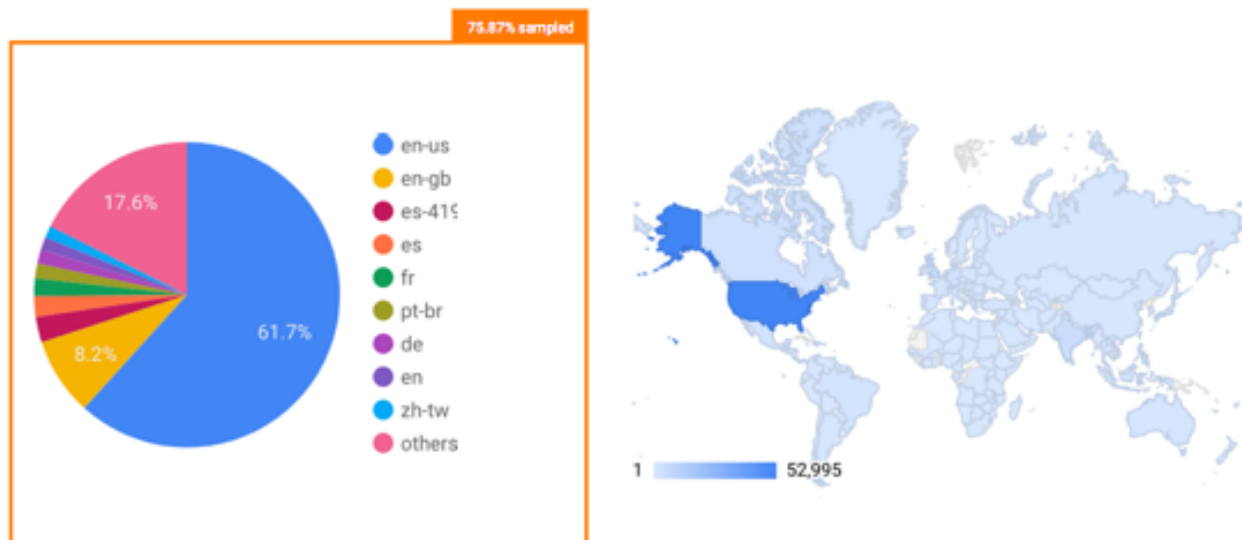 75.87% sampled
en-us
en-gb
es-419
es
fr
pt-br
de
en
zh-tw
others
17.6%
61.7%
8.2%
1
52,995